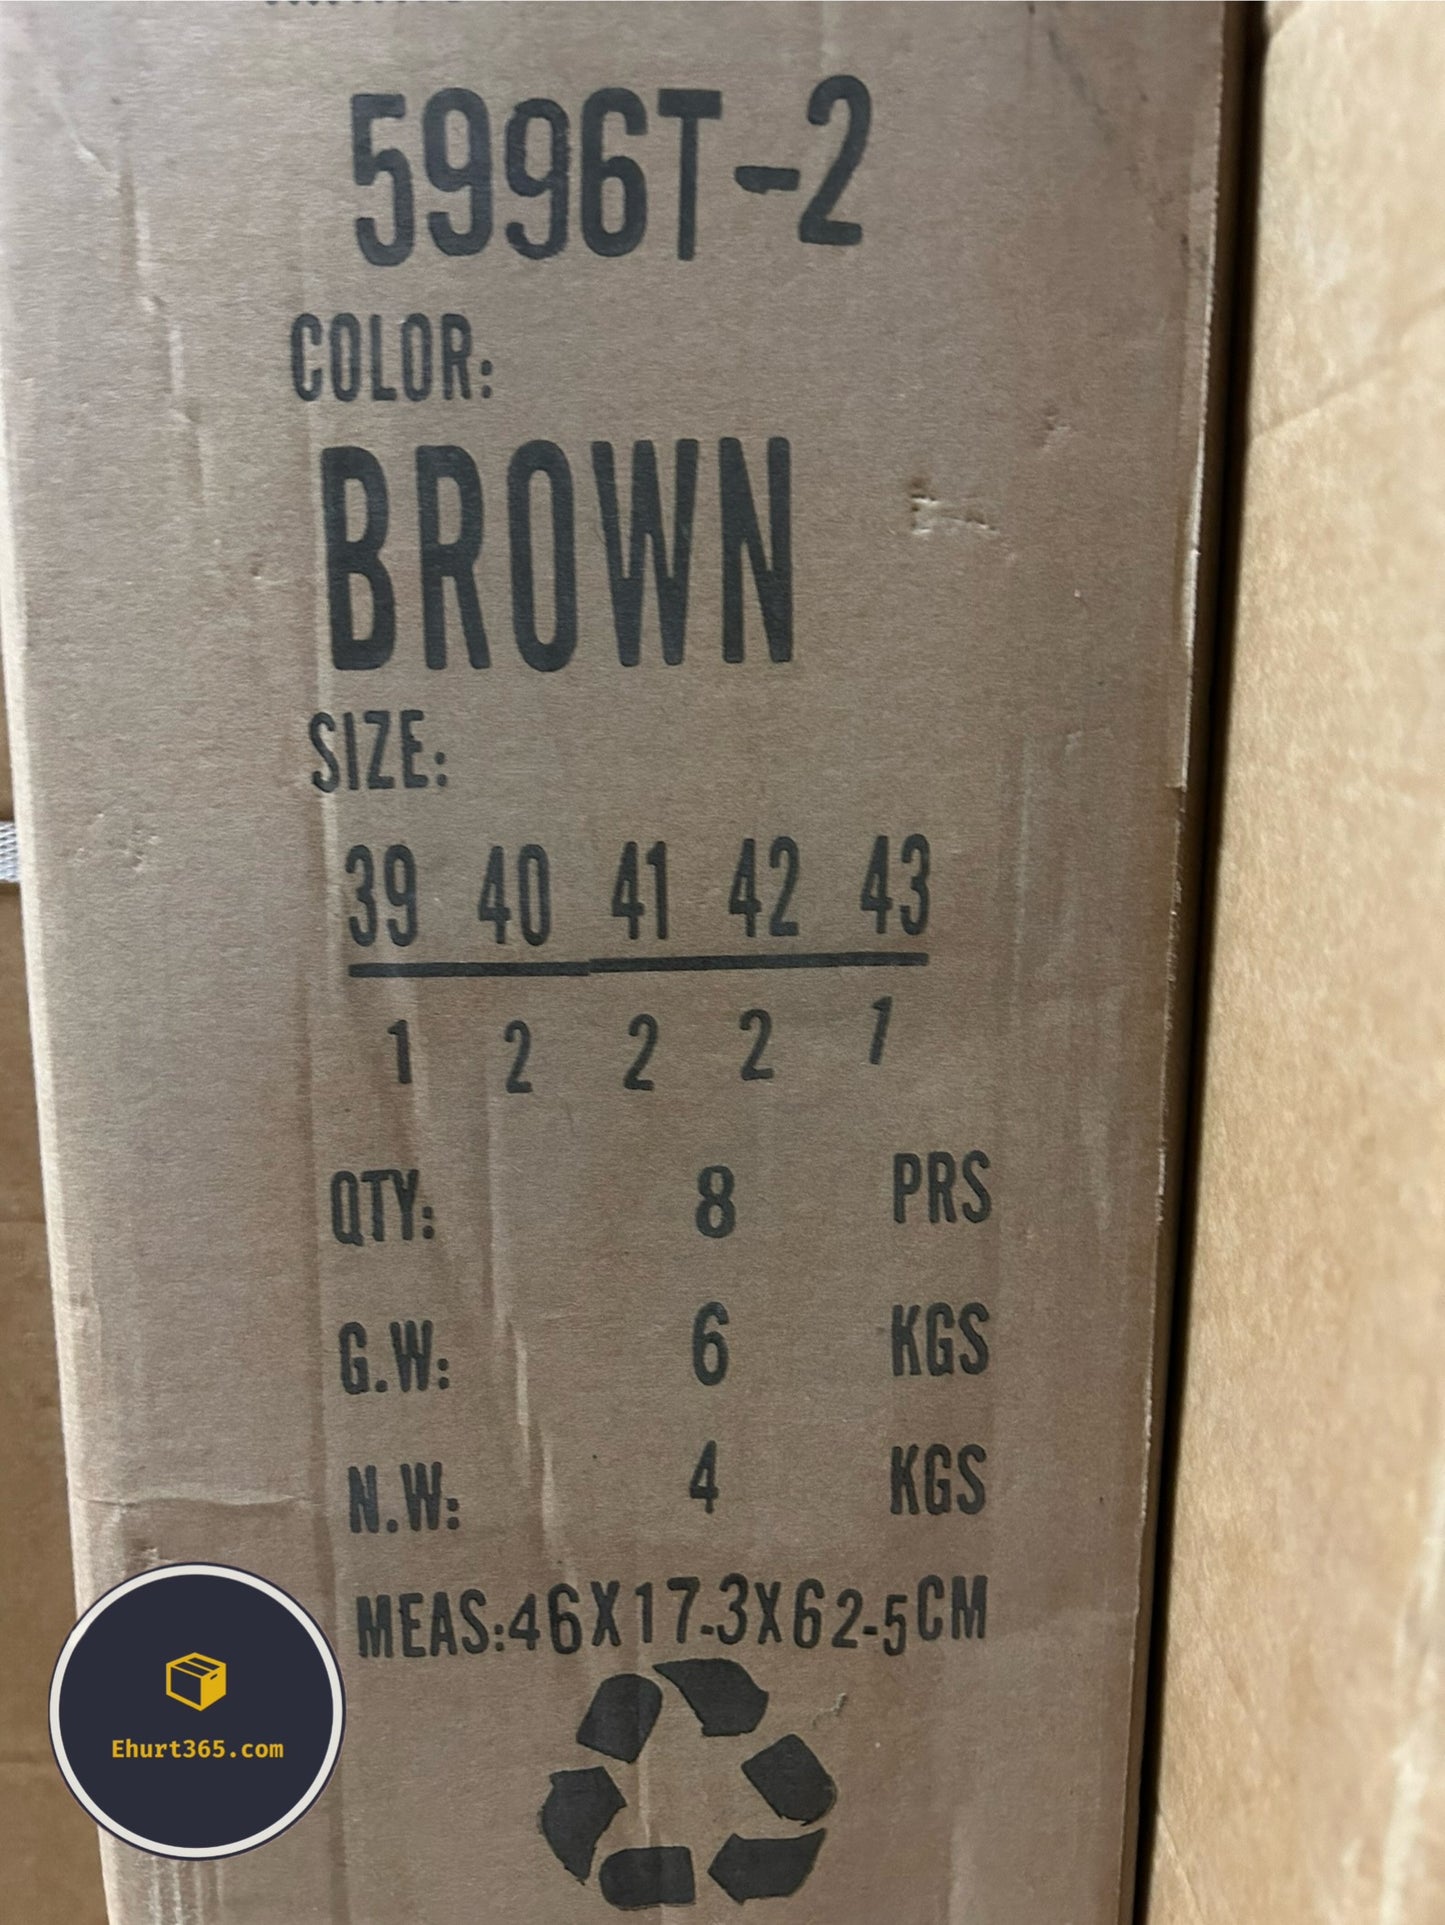 5996T-2
COLOR:
BROWN
SIZE:
39 40 41 42 43
1 2 2 2 1
QTY: 8 PRS
G.W: 6 KGS
N.W: 4 KGS
MEAS:46X17.3X62.5CM
Ehurt365.com